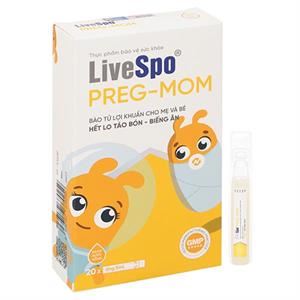 Thực phẩm bảo vệ sức khỏe
LiveSpo®
PREG-MOM
BÀO TỬ LỢI KHUẨN CHO MẸ VÀ BÉ
HẾT LO TÁO BÓN - BIẾNG ĂN
GMP
20 x
LiveSpo